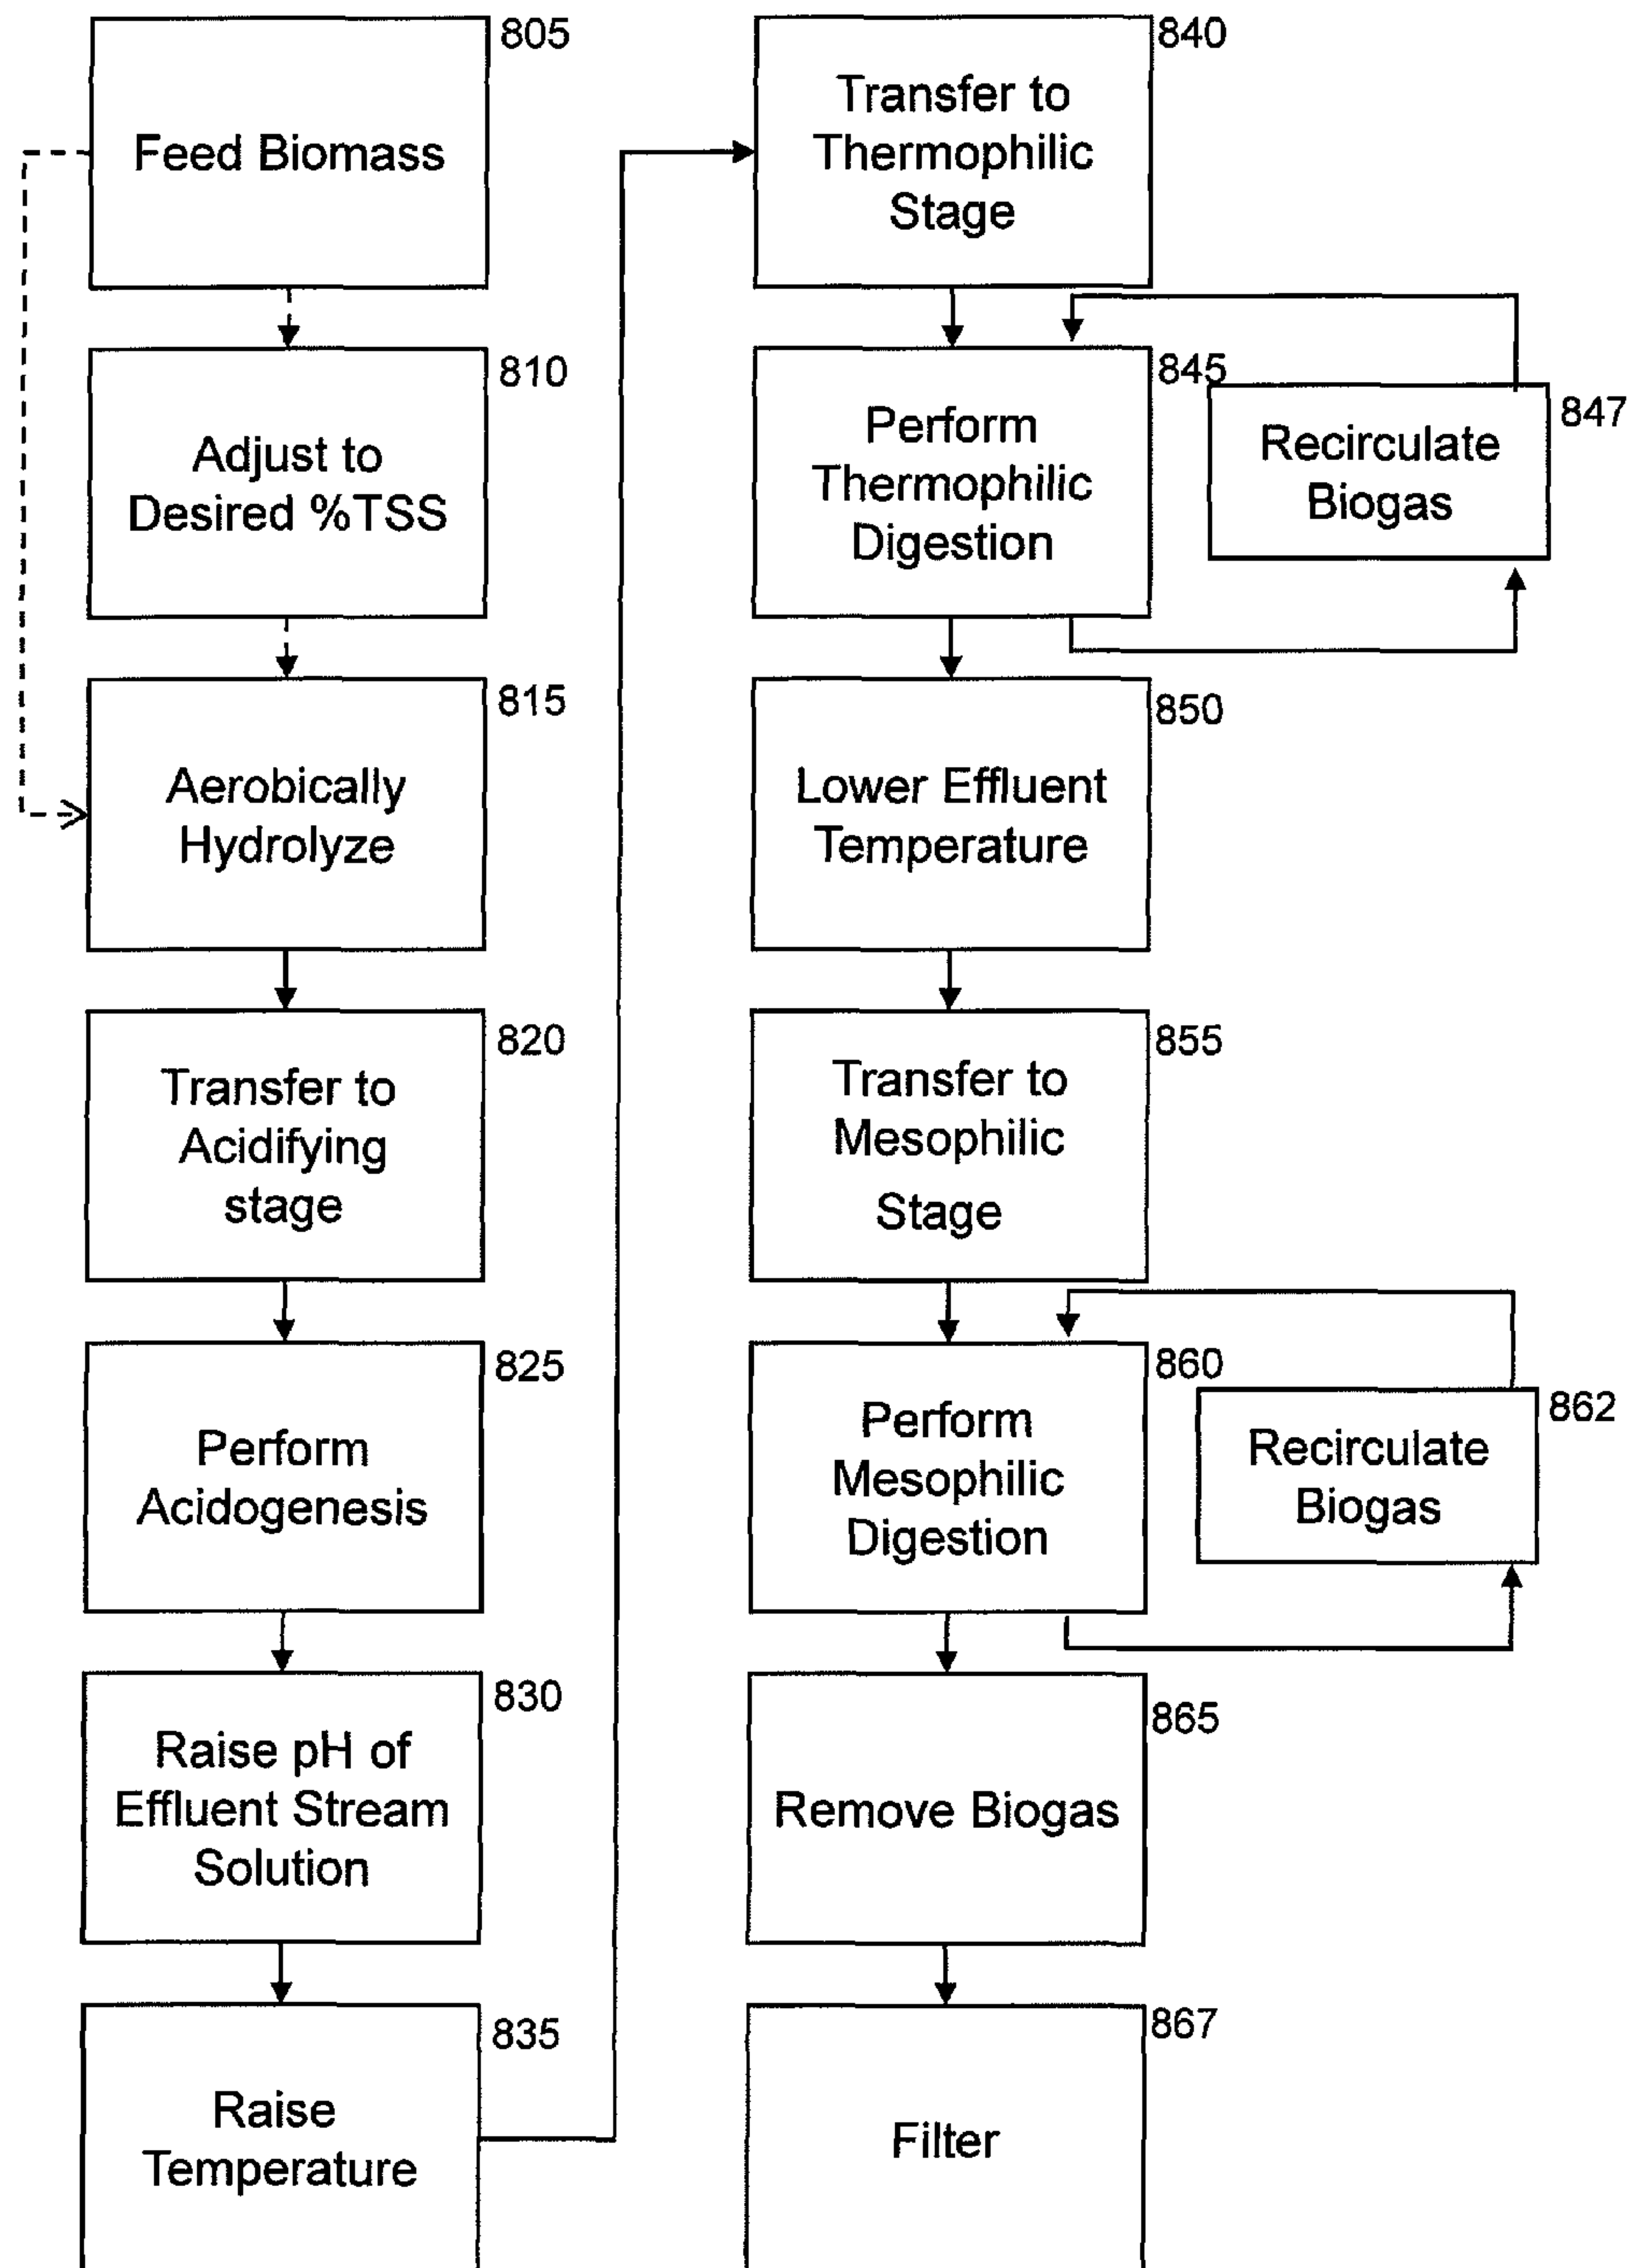 805
Feed Biomass
810
Adjust to
Desired %TSS
815
Aerobically
Hydrolyze
820
Transfer to
Acidifying
stage
825
Perform
Acidogenesis
830
Raise pH of
Effluent Stream
Solution
835
Raise
Temperature
840
Transfer to
Thermophilic
Stage
845
Perform
Thermophilic
Digestion
847
Recirculate
Biogas
850
Lower Effluent
Temperature
855
Transfer to
Mesophilic
Stage
860
Perform
Mesophilic
Digestion
862
Recirculate
Biogas
865
Remove Biogas
867
Filter